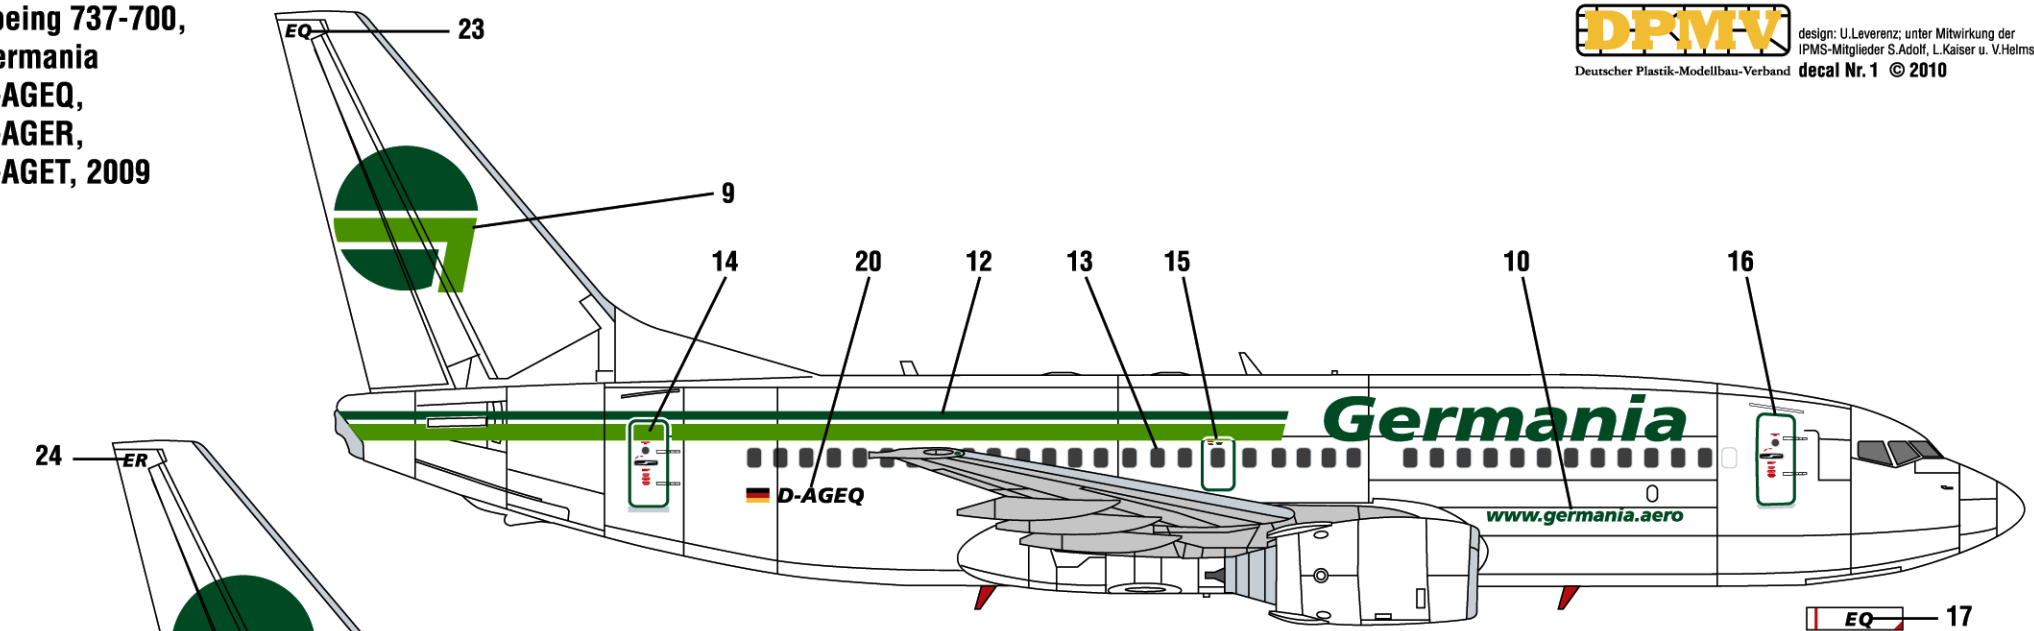 oeing 737-700,
ermania
-AGEQ,
-AGER,
-AGET, 2009
EQ
23
DPMV
Deutscher Plastik-Modellbau-Verband
design: U.Leverenz; unter Mitwirkung der
IPMS-Mitglieder S.Adolf, L.Kaiser u. V.Helms
decal Nr. 1 © 2010
9
14
20
12
13
15
10
16
Germania
24
ER
D-AGEQ
www.germania.aero
EQ
17